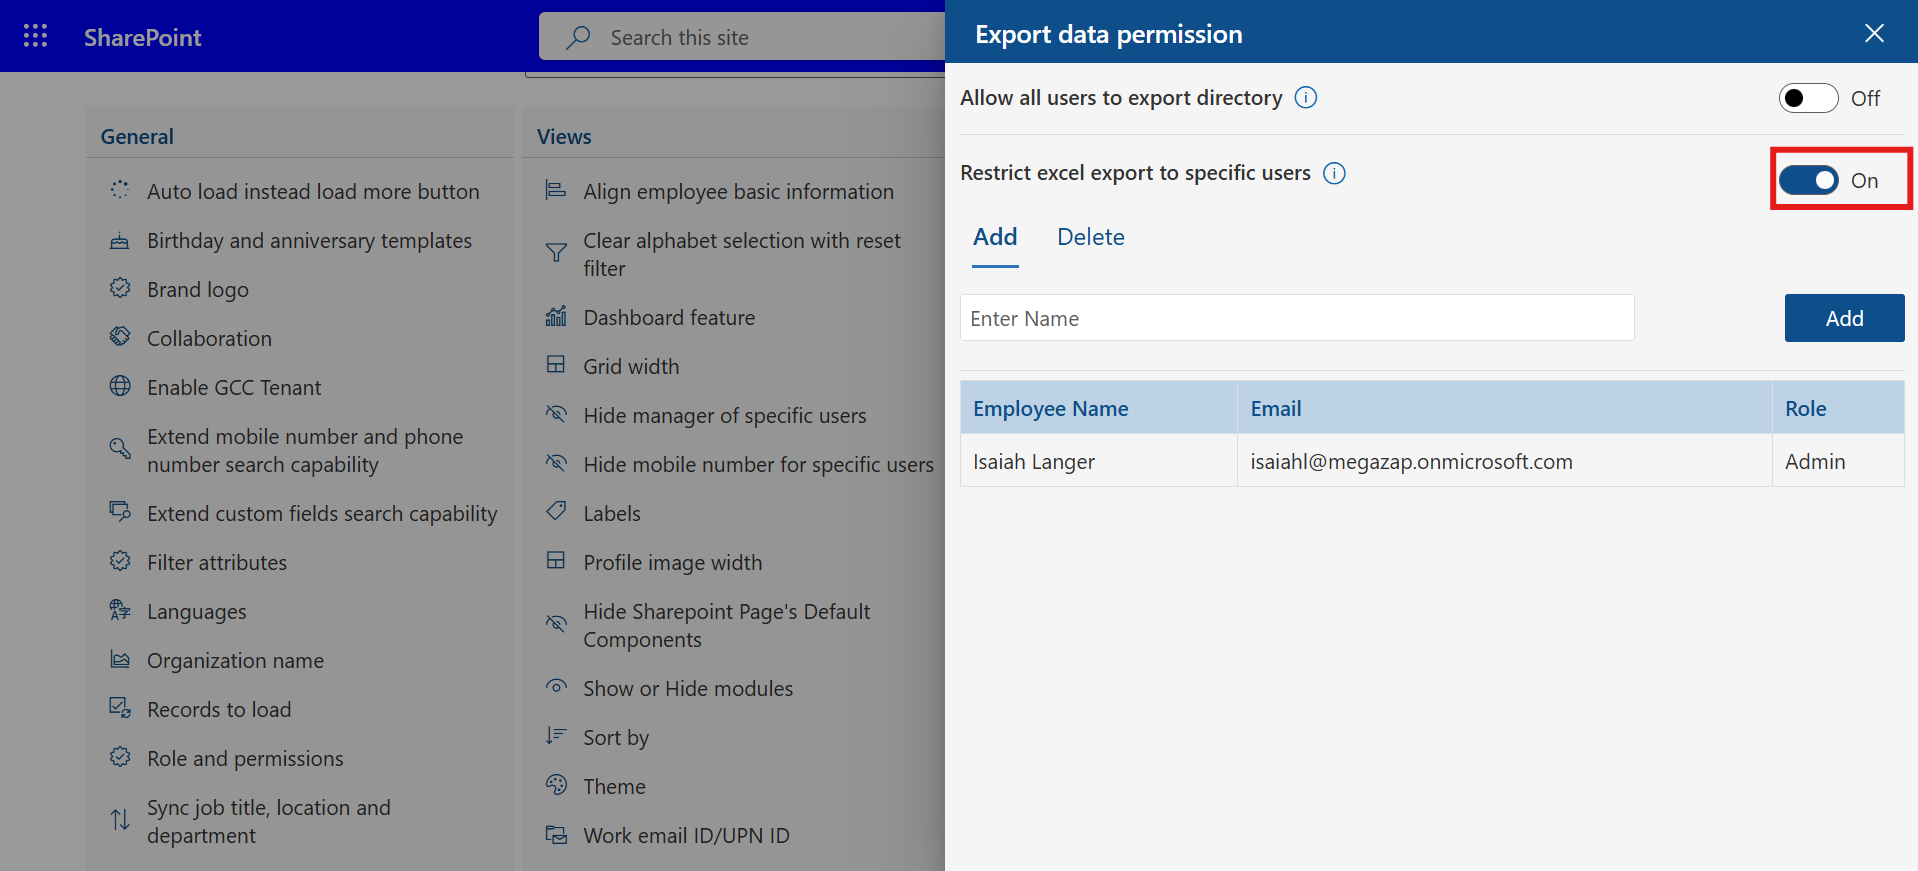 SharePoint
Search this site
General
Auto load instead load more button
Birthday and anniversary templates
Brand logo
Collaboration
Enable GCC Tenant
Extend mobile number and phone
number search capability
Extend custom fields search capability
Filter attributes
Languages
Organization name
Records to load
Role and permissions
Sync job title, location and
department
Views
Align employee basic information
Clear alphabet selection with reset
filter
Dashboard feature
Grid width
Hide manager of specific users
Hide mobile number for specific users
Labels
Profile image width
Hide Sharepoint Page's Default
Components
Show or Hide modules
Sort by
Theme
Work email ID/UPN ID
Export data permission
Allow all users to export directory
Off
Restrict excel export to specific users
On
Add Delete
Enter Name
Add
Employee Name Email Role
Isaiah Langer isaiahl@megazap.onmicrosoft.com Admin